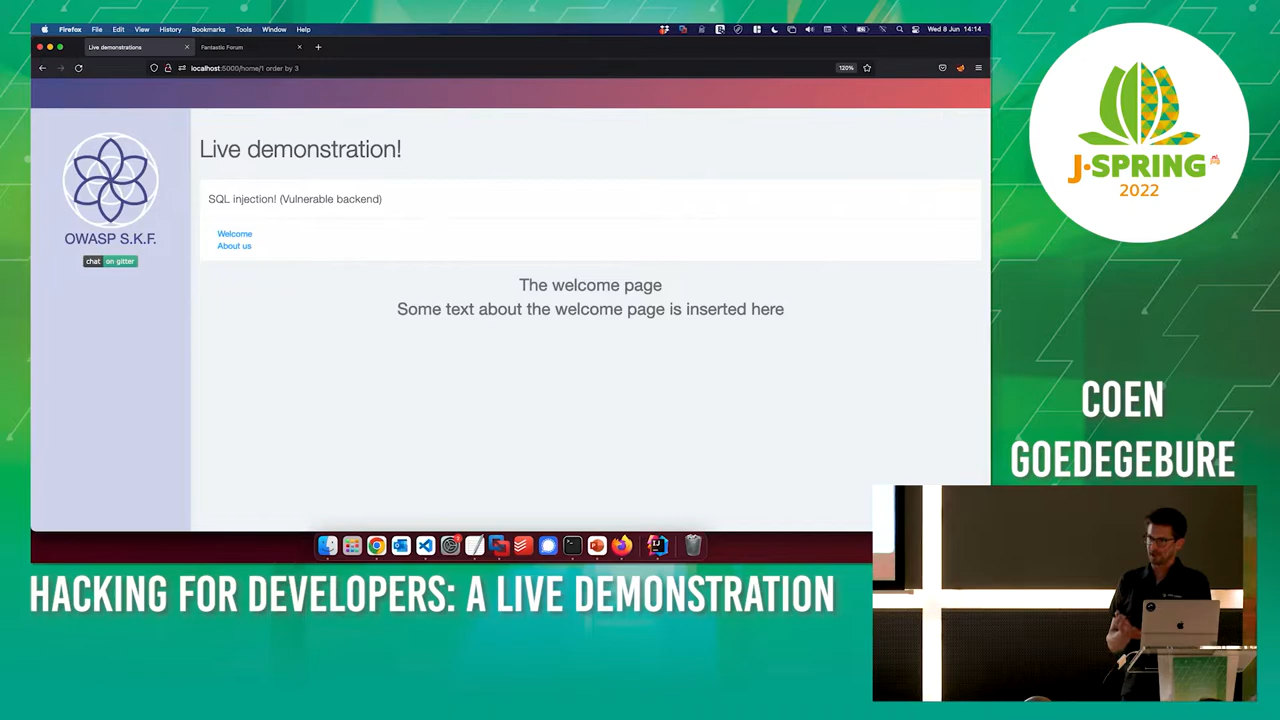 Firefox File Edit View History Bookmarks Tools Window Help
Wed 8 Jun 14:14
Live demonstrations
Fantastic Forum
localhost:5000/home/1 order by 3
120%
OWASP S.K.F.
chat on gitter
Live demonstration!
SQL injection! (Vulnerable backend)
Welcome
About us
The welcome page
Some text about the welcome page is inserted here
J-SPRING
2022
COEN
GOEDEGEBURE
HACKING FOR DEVELOPERS: A LIVE DEMONSTRATION